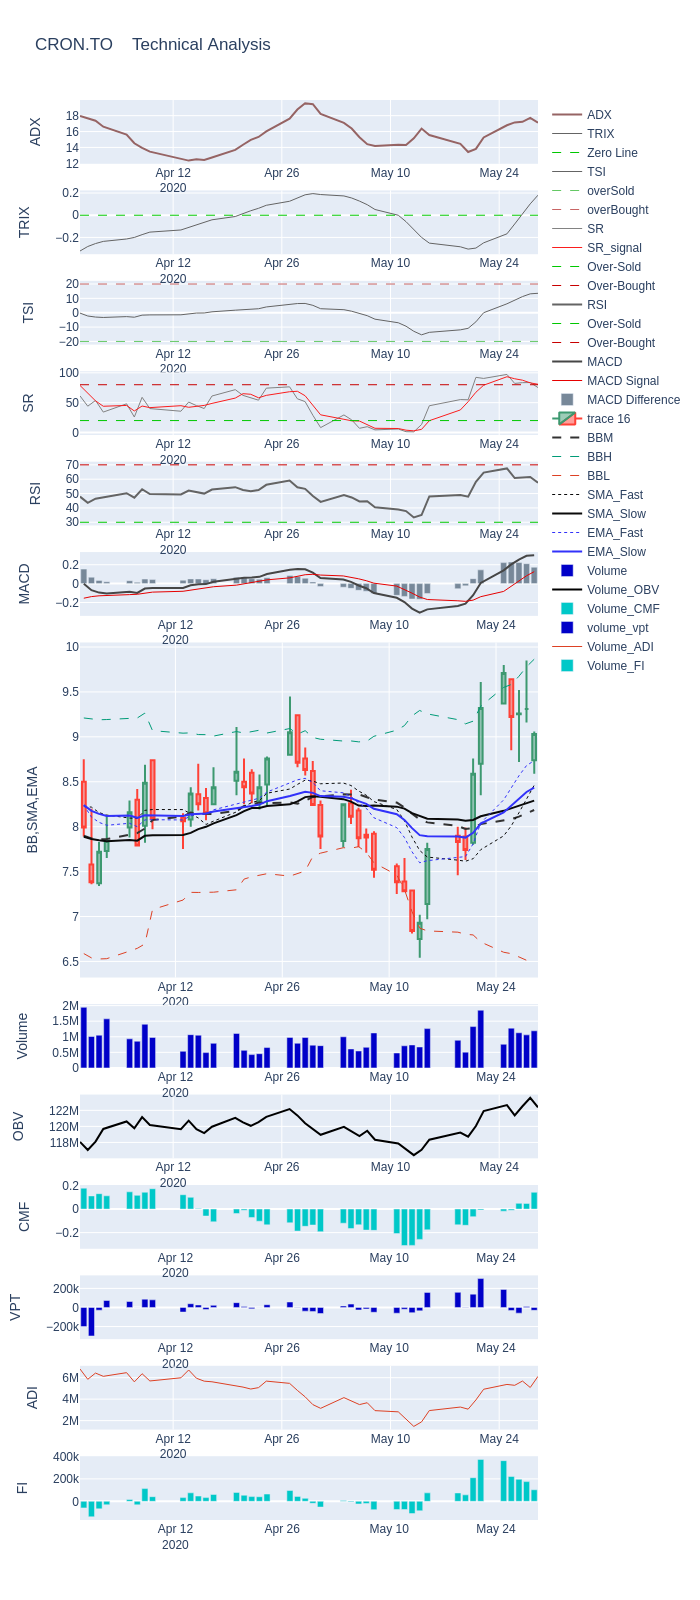 CRON.TO    Technical Analysis
ADX
18
16
14
12
Apr 12
2020
Apr 26
May 10
May 24
TRIX
0.2
0
−0.2
Apr 12
2020
Apr 26
May 10
May 24
TSI
20
10
0
−10
−20
Apr 12
2020
Apr 26
May 10
May 24
SR
100
50
0
Apr 12
2020
Apr 26
May 10
May 24
RSI
70
60
50
40
30
Apr 12
2020
Apr 26
May 10
May 24
MACD
0.2
0
−0.2
Apr 12
2020
Apr 26
May 10
May 24
BB,SMA,EMA
10
9.5
9
8.5
8
7.5
7
6.5
Apr 12
2020
Apr 26
May 10
May 24
Volume
2M
1.5M
1M
0.5M
0
Apr 12
2020
Apr 26
May 10
May 24
OBV
122M
120M
118M
Apr 12
2020
Apr 26
May 10
May 24
CMF
0.2
0
−0.2
Apr 12
2020
Apr 26
May 10
May 24
VPT
200k
0
−200k
Apr 12
2020
Apr 26
May 10
May 24
ADI
6M
4M
2M
Apr 12
2020
Apr 26
May 10
May 24
FI
400k
200k
0
Apr 12
2020
Apr 26
May 10
May 24
ADX
TRIX
Zero Line
TSI
overSold
overBought
SR
SR_signal
Over-Sold
Over-Bought
RSI
Over-Sold
Over-Bought
MACD
MACD Signal
MACD Difference
trace 16
BBM
BBH
BBL
SMA_Fast
SMA_Slow
EMA_Fast
EMA_Slow
Volume
Volume_OBV
Volume_CMF
volume_vpt
Volume_ADI
Volume_FI